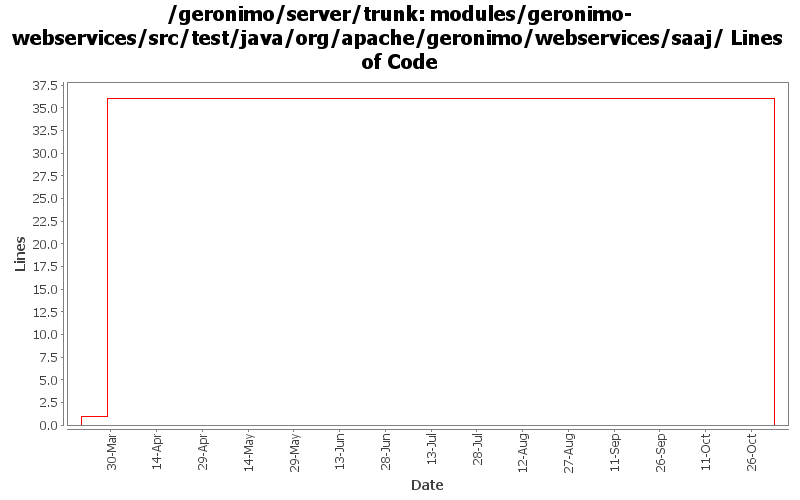 /geronimo/server/trunk: modules/geronimo-
webservices/src/test/java/org/apache/geronimo/webservices/saaj/ Lines
of Code
37.5
35.0
32.5
30.0
27.5
25.0
22.5
20.0
17.5
15.0
12.5
10.0
7.5
5.0
2.5
0.0
Lines
30-Mar
14-Apr
29-Apr
14-May
29-May
13-Jun
28-Jun
13-Jul
28-Jul
12-Aug
27-Aug
11-Sep
26-Sep
11-Oct
26-Oct
Date